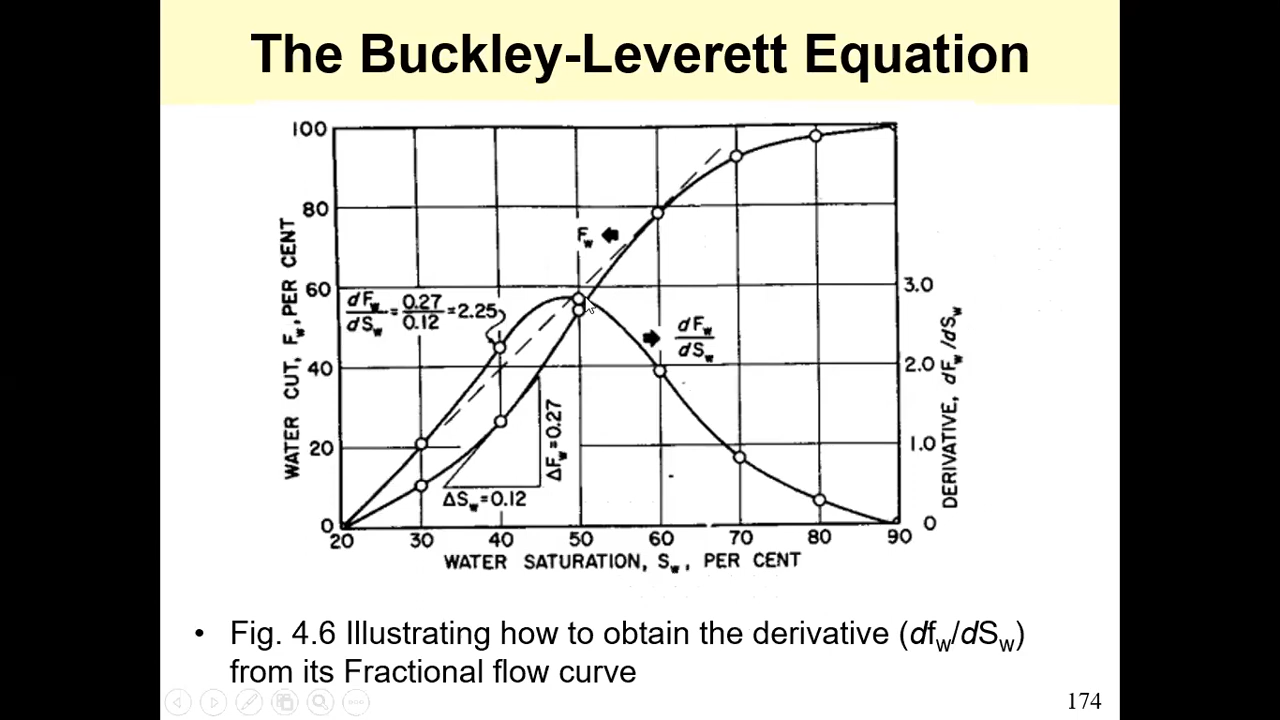 The Buckley-Leverett Equation
100
80
60
40
20
0
WATER CUT, Fw, PER CENT
Fw
dFw/dSw = 0.27/0.12 = 2.25
dFw
dSw
ΔFw = 0.27
ΔSw = 0.12
3.0
2.0
1.0
0
DERIVATIVE, dFw/dSw
20 30 40 50 60 70 80 90
WATER SATURATION, Sw, PER CENT
• Fig. 4.6 Illustrating how to obtain the derivative (dfw/dSw)
from its Fractional flow curve
174